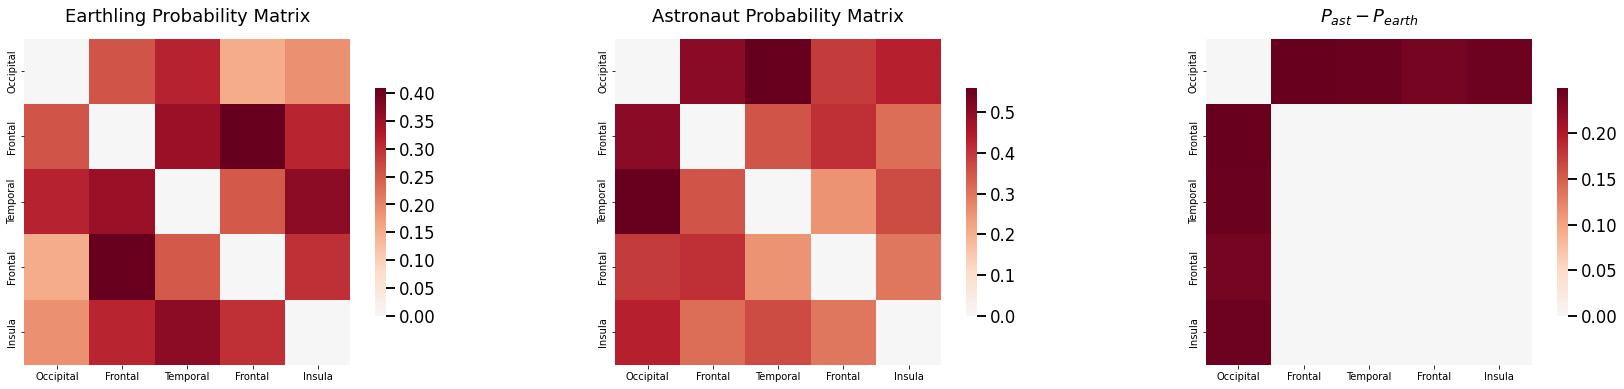 Earthling Probability Matrix
Occipital
Frontal
Temporal
Frontal
Insula
Occipital Frontal Temporal Frontal Insula
0.40
0.35
0.30
0.25
0.20
0.15
0.10
0.05
0.00
Astronaut Probability Matrix
Occipital
Frontal
Temporal
Frontal
Insula
Occipital Frontal Temporal Frontal Insula
0.5
0.4
0.3
0.2
0.1
0.0
P_{ast} − P_{earth}
Occipital
Frontal
Temporal
Frontal
Insula
Occipital Frontal Temporal Frontal Insula
0.20
0.15
0.10
0.05
0.00